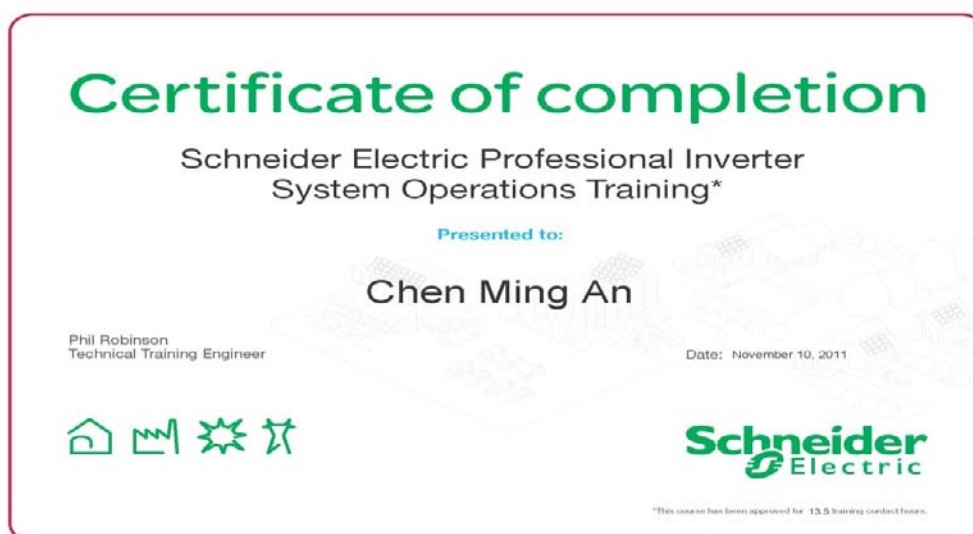 Certificate of completion
Schneider Electric Professional Inverter
System Operations Training*
Presented to:
Chen Ming An
Phil Robinson
Technical Training Engineer
Date: November 10, 2011
Schneider
Electric
*This course has been approved for 13.5 training contact hours.